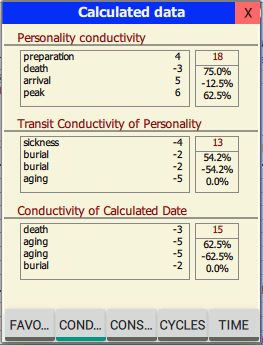 Calculated data X
Personality conductivity
preparation 4 18
death -3 75.0%
arrival 5 -12.5%
peak 6 62.5%
Transit Conductivity of Personality
sickness -4 13
burial -2 54.2%
burial -2 -54.2%
aging -5 0.0%
Conductivity of Calculated Date
death -3 15
aging -5 62.5%
aging -5 -62.5%
burial -2 0.0%
FAVO... COND... CONS... CYCLES TIME